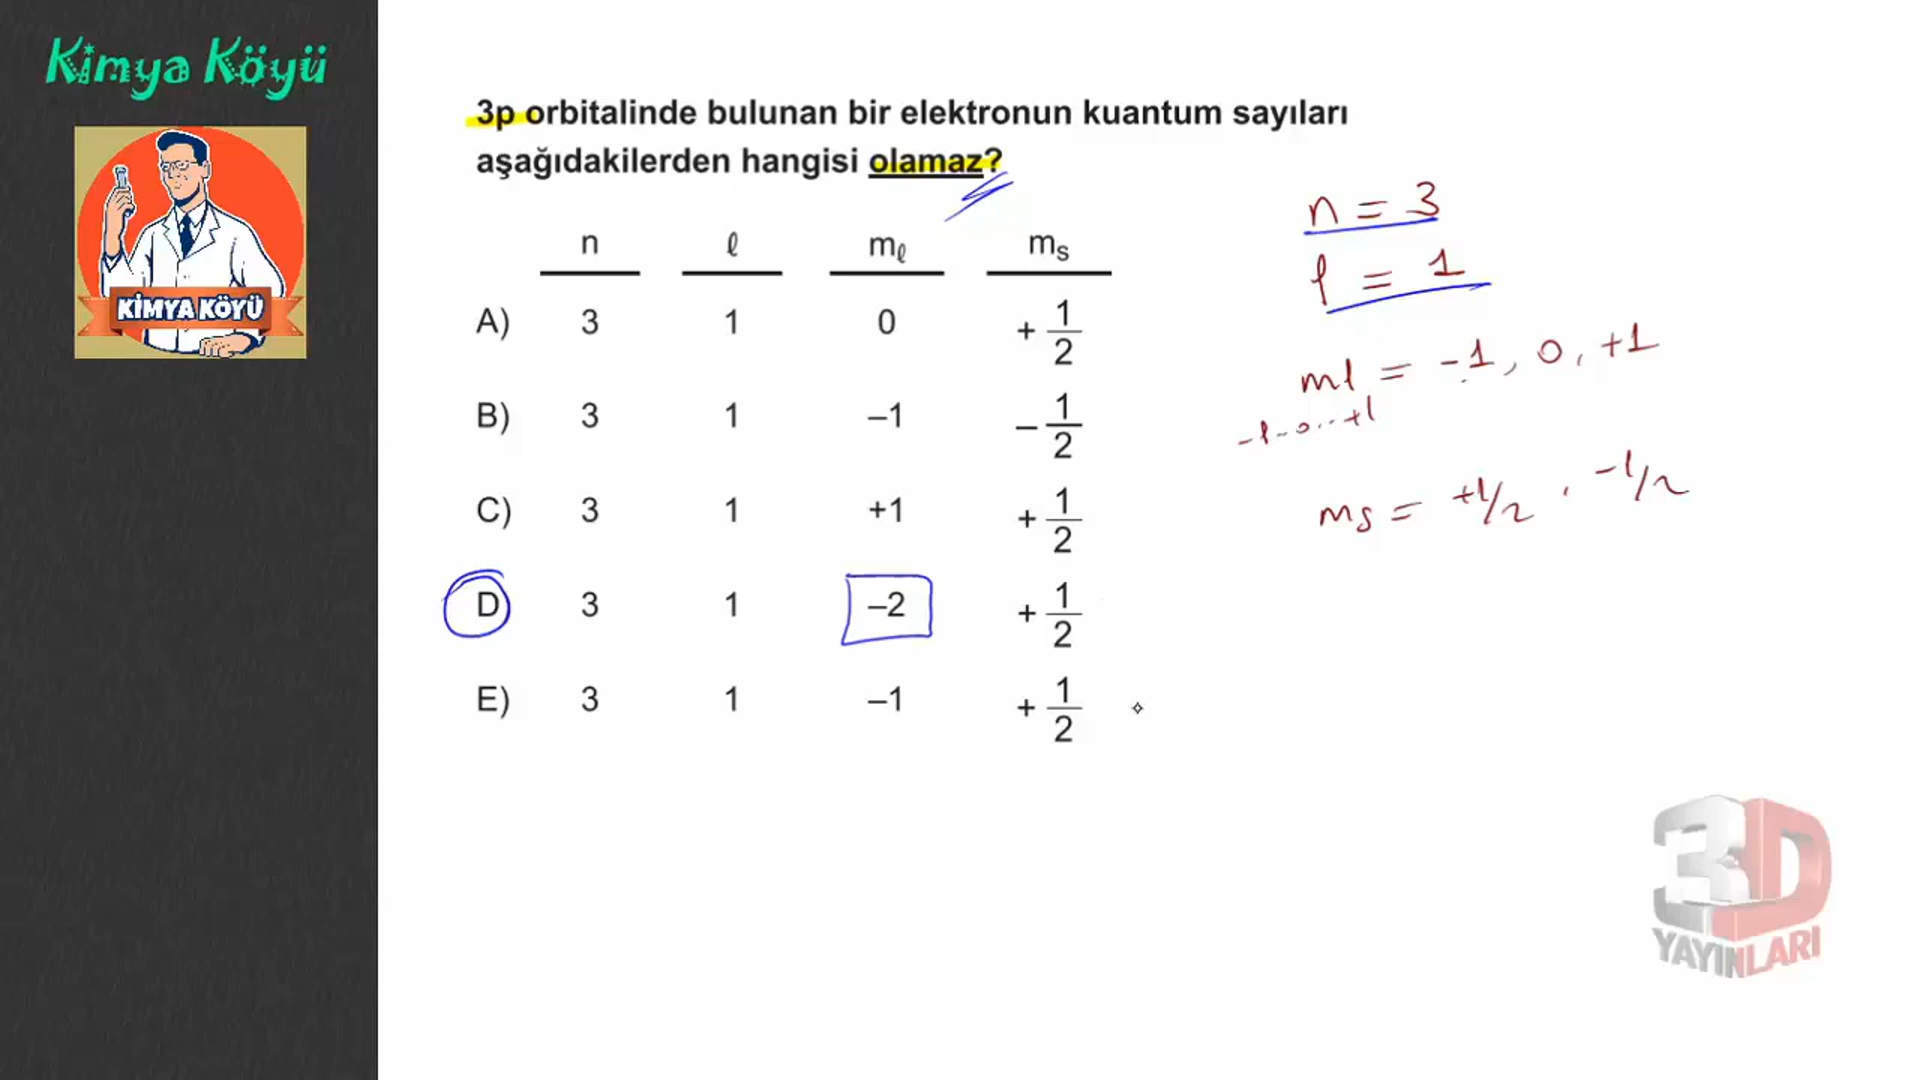 Kimya Köyü
KİMYA KÖYÜ
3p orbitalinde bulunan bir elektronun kuantum sayıları
aşağıdakilerden hangisi olamaz?
n ℓ mℓ ms
A) 3 1 0 + 1/2
B) 3 1 –1 – 1/2
C) 3 1 +1 + 1/2
D 3 1 –2 + 1/2
E) 3 1 –1 + 1/2
n = 3
l = 1
ml = -1, 0, +1
-l..0...+l
ms = +1/2, -1/2
3D
YAYINLARI